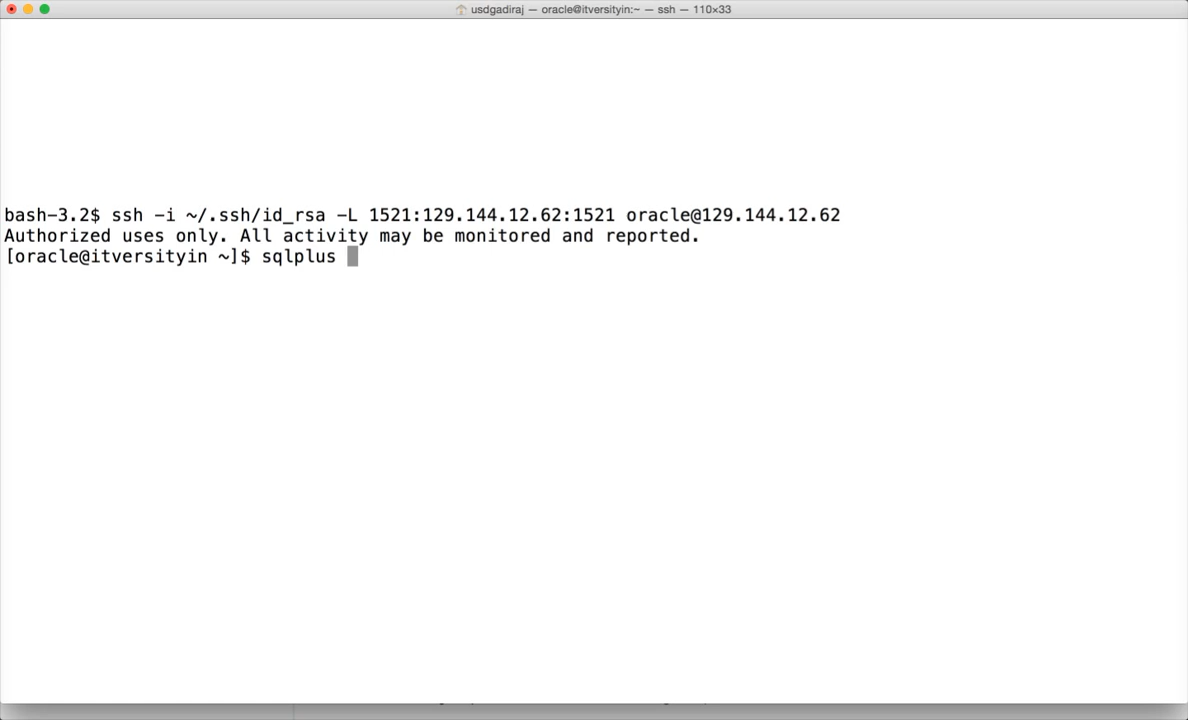 usdgadiraj — oracle@itversityin:~ — ssh — 110×33
bash-3.2$ ssh -i ~/.ssh/id_rsa -L 1521:129.144.12.62:1521 oracle@129.144.12.62
Authorized uses only. All activity may be monitored and reported.
[oracle@itversityin ~]$ sqlplus